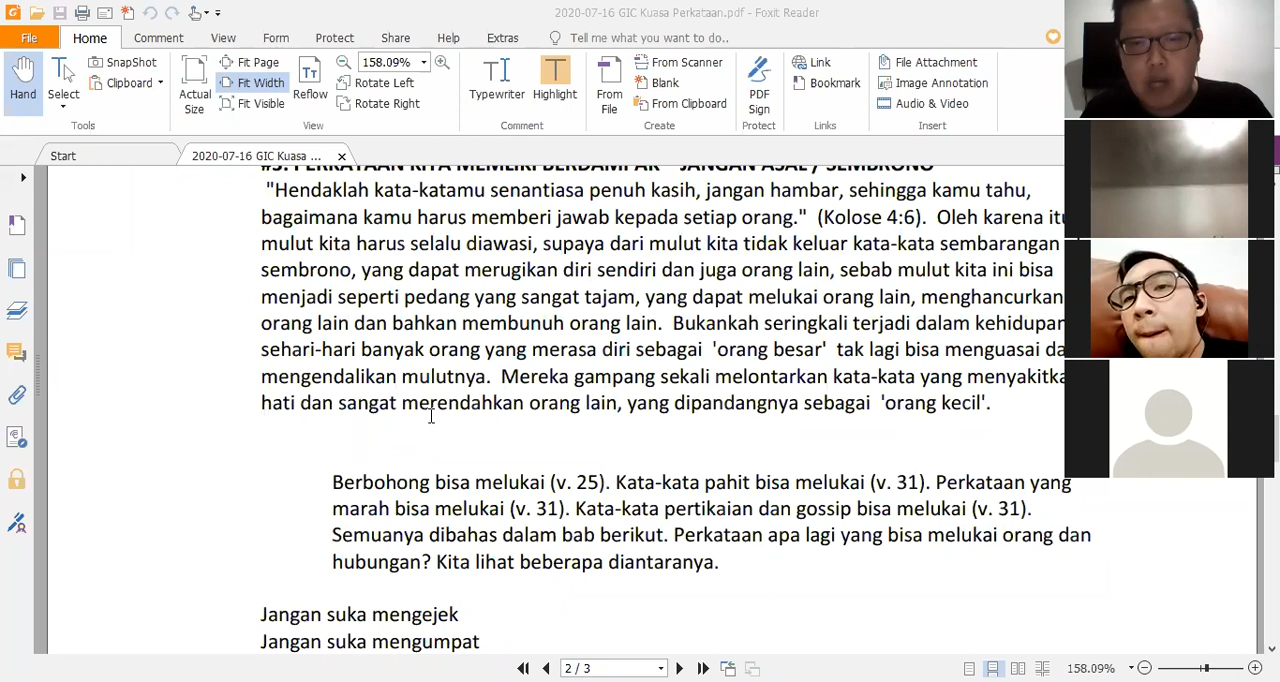 2020-07-16 GIC Kuasa Perkataan.pdf - Foxit Reader
File Home Comment View Form Protect Share Help Extras Tell me what you want to do..
Hand
Select
SnapShot
Clipboard
Tools
Actual Size
Fit Page
Fit Width
Fit Visible
Reflow
158.09%
Rotate Left
Rotate Right
View
Typewriter
Highlight
Comment
From File
From Scanner
Blank
From Clipboard
Create
PDF Sign
Protect
Link
Bookmark
Links
File Attachment
Image Annotation
Audio & Video
Insert
Start
2020-07-16 GIC Kuasa ...
PERKATAAN KITA MEMILIKI BERDAMPAK JANGAN ASAL / SEMBRONO
"Hendaklah kata-katamu senantiasa penuh kasih, jangan hambar, sehingga kamu tahu,
bagaimana kamu harus memberi jawab kepada setiap orang." (Kolose 4:6). Oleh karena itu
mulut kita harus selalu diawasi, supaya dari mulut kita tidak keluar kata-kata sembarangan
sembrono, yang dapat merugikan diri sendiri dan juga orang lain, sebab mulut kita ini bisa
menjadi seperti pedang yang sangat tajam, yang dapat melukai orang lain, menghancurkan
orang lain dan bahkan membunuh orang lain. Bukankah seringkali terjadi dalam kehidupan
sehari-hari banyak orang yang merasa diri sebagai 'orang besar' tak lagi bisa menguasai da
mengendalikan mulutnya. Mereka gampang sekali melontarkan kata-kata yang menyakitka
hati dan sangat merendahkan orang lain, yang dipandangnya sebagai 'orang kecil'.
Berbohong bisa melukai (v. 25). Kata-kata pahit bisa melukai (v. 31). Perkataan yang
marah bisa melukai (v. 31). Kata-kata pertikaian dan gossip bisa melukai (v. 31).
Semuanya dibahas dalam bab berikut. Perkataan apa lagi yang bisa melukai orang dan
hubungan? Kita lihat beberapa diantaranya.
Jangan suka mengejek
Jangan suka mengumpat
2 / 3
158.09%